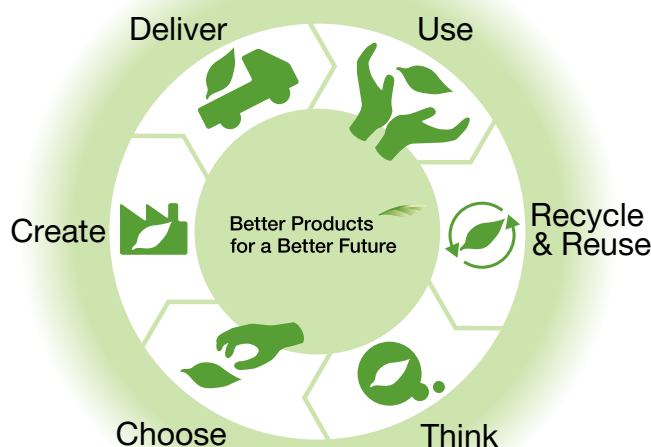 Deliver
Use
Create
Better Products
for a Better Future
Recycle
& Reuse
Choose
Think